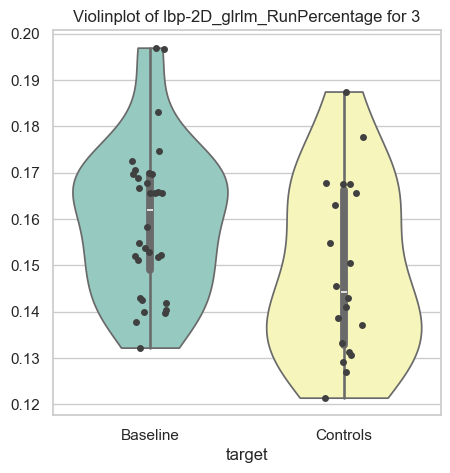 Violinplot of lbp-2D_glrlm_RunPercentage for 3
0.20
0.19
0.18
0.17
0.16
0.15
0.14
0.13
0.12
Baseline
Controls
target